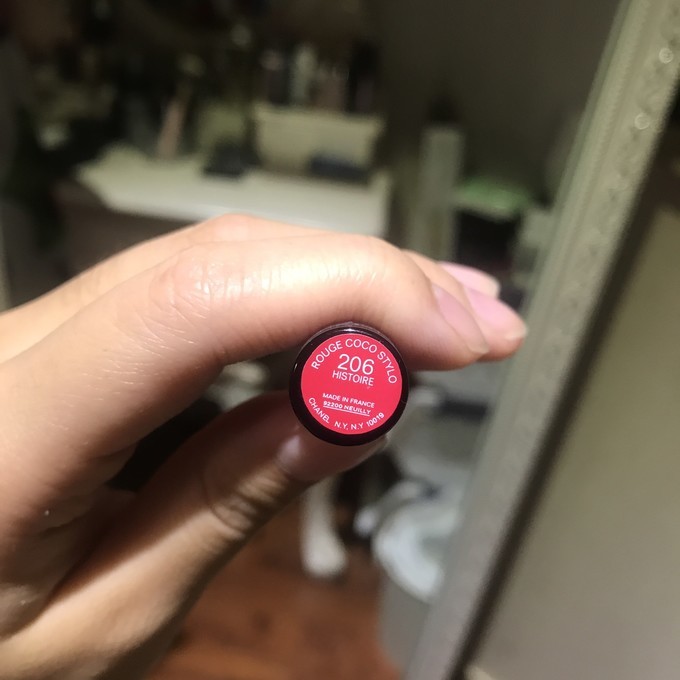 ROUGE COCO STYLO
206
HISTOIRE
MADE IN FRANCE
92200 NEUILLY
CHANEL N.Y, N.Y 10019